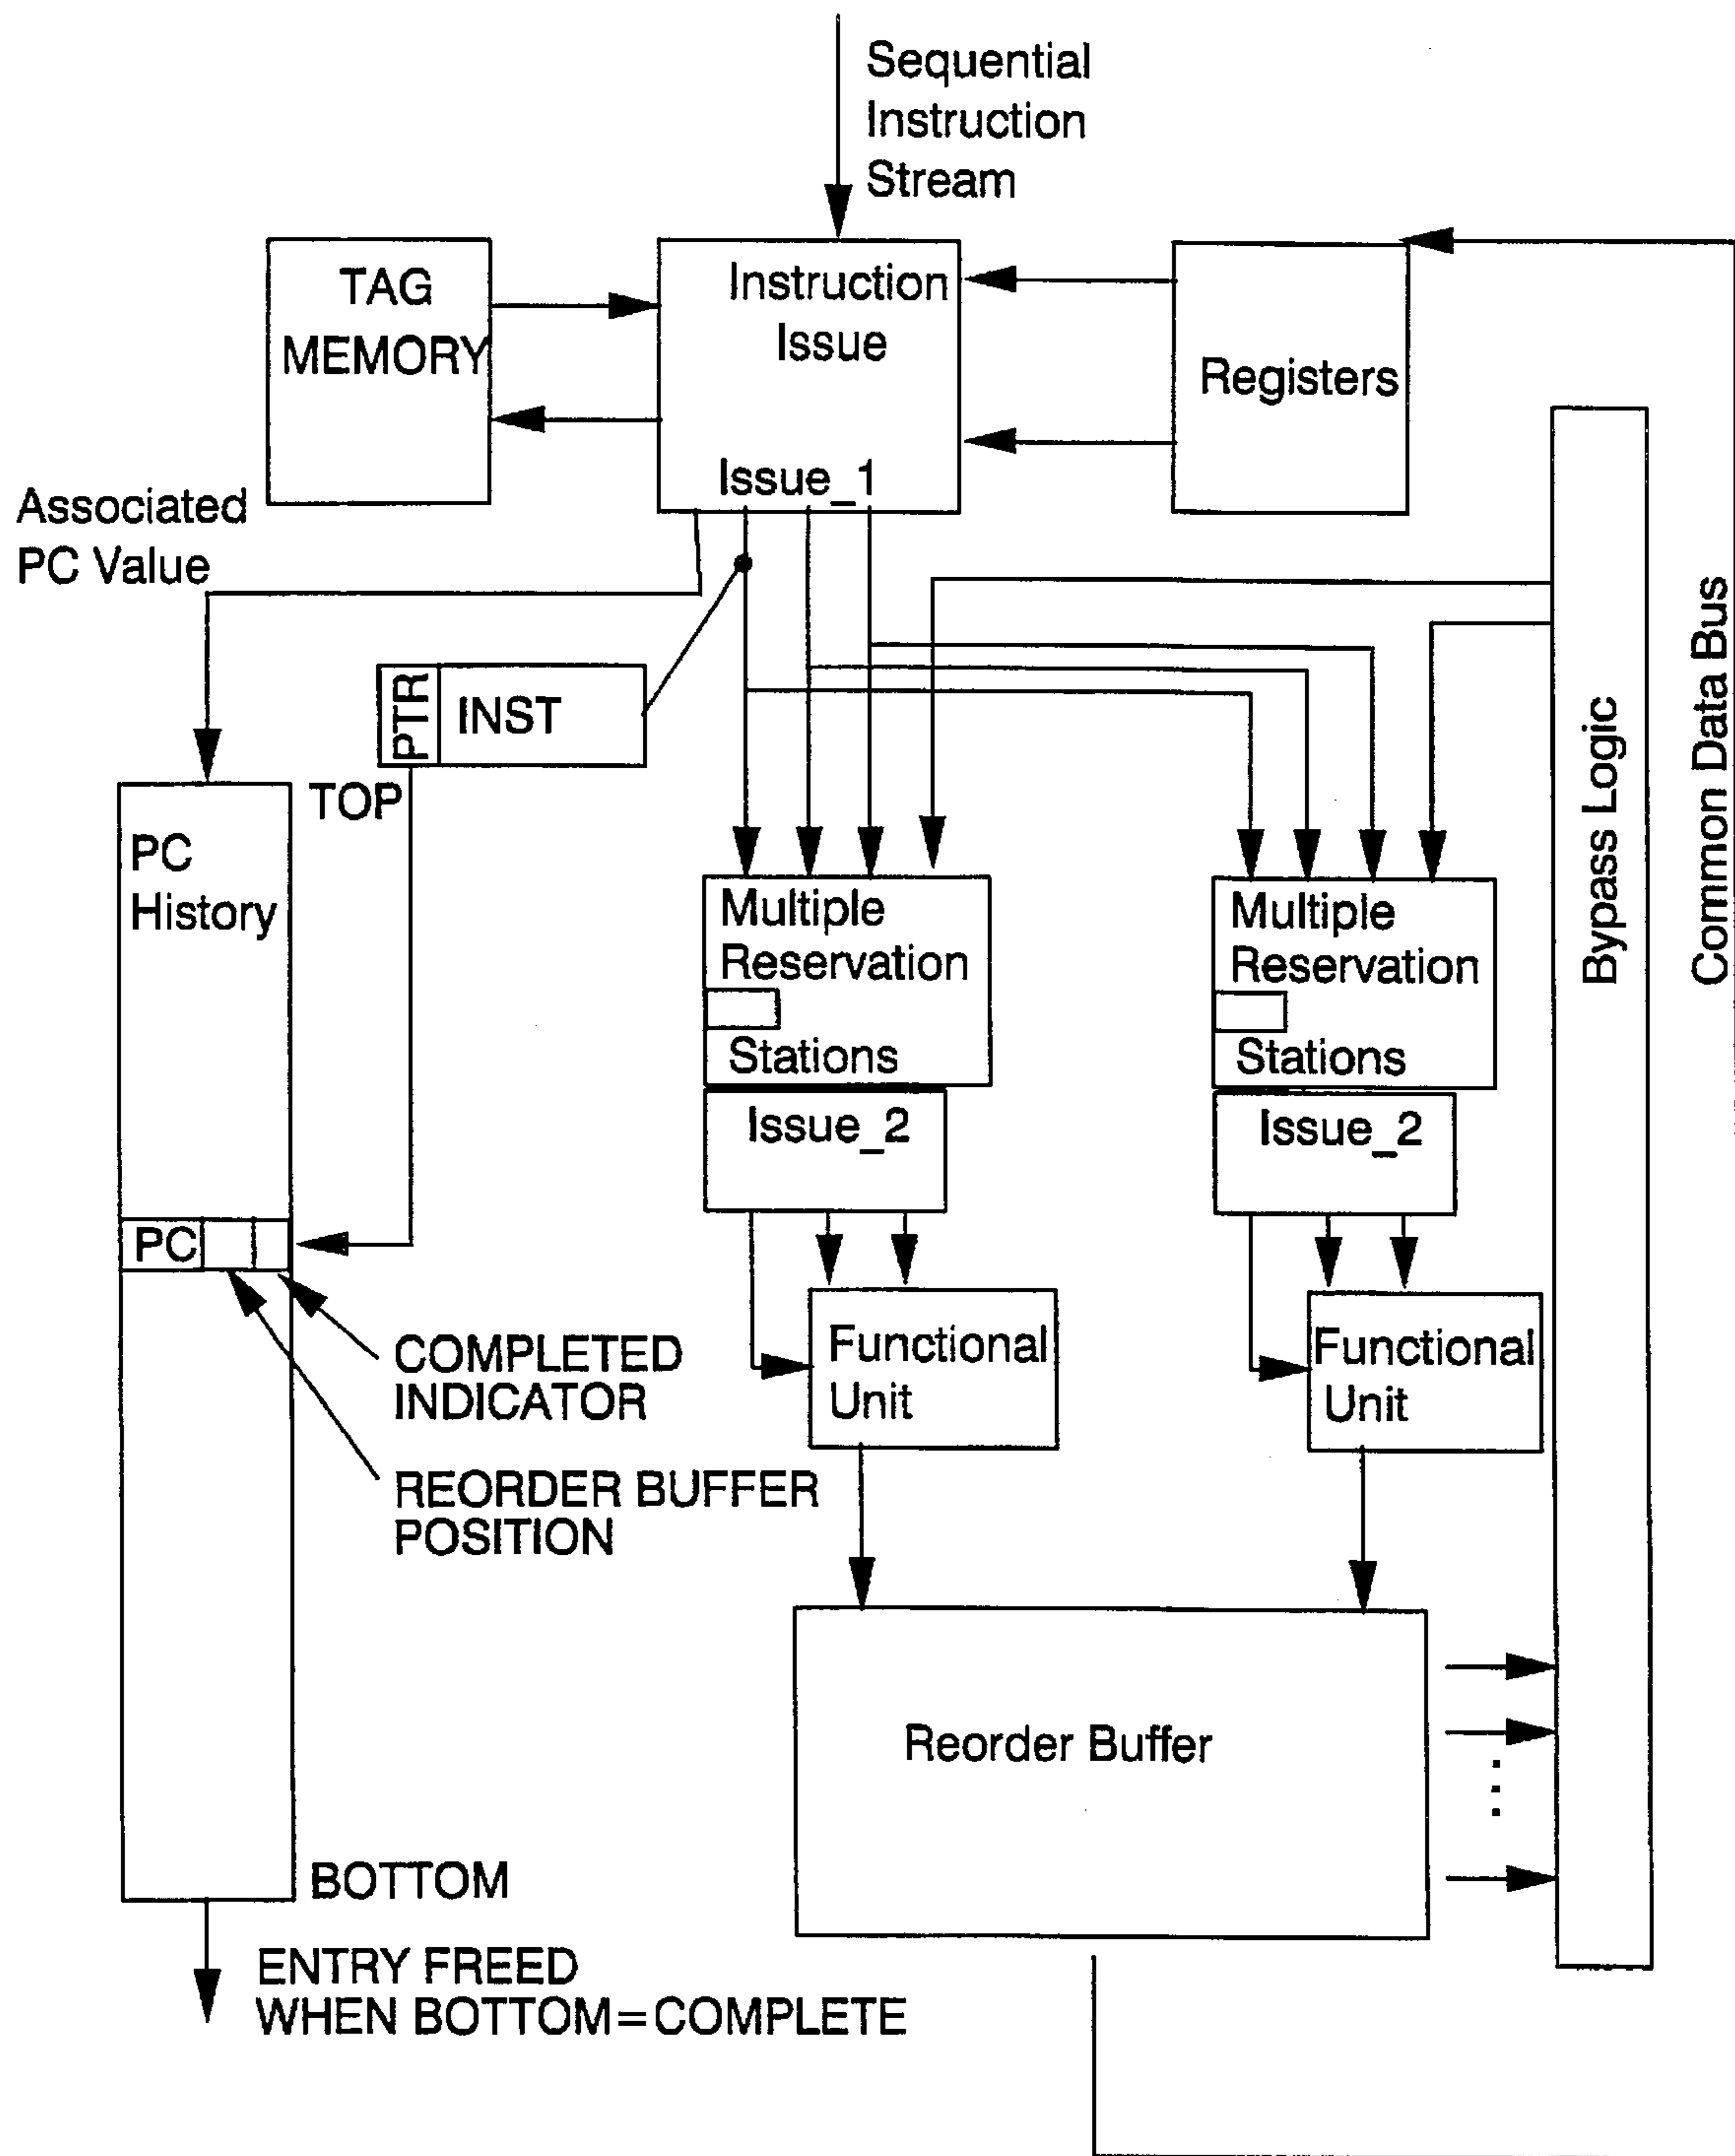 Sequential
Instruction
Stream
TAG
MEMORY
Instruction
Issue
Issue_1
Registers
Associated
PC Value
PTR
INST
TOP
PC
History
Multiple
Reservation
Stations
Issue_2
Multiple
Reservation
Stations
Issue_2
Bypass Logic
Common Data Bus
PC
COMPLETED
INDICATOR
REORDER BUFFER
POSITION
Functional
Unit
Functional
Unit
Reorder Buffer
BOTTOM
ENTRY FREED
WHEN BOTTOM=COMPLETE